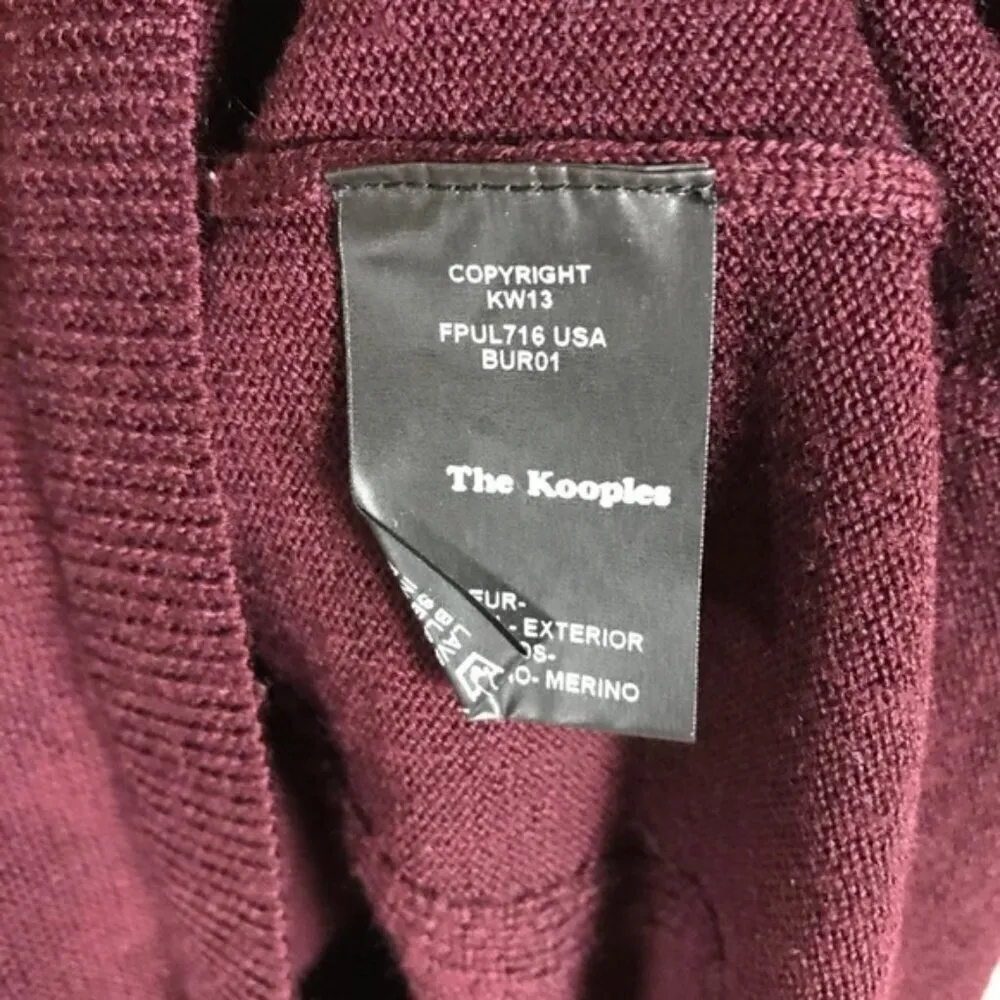 COPYRIGHT
KW13
FPUL716 USA
BUR01
The Kooples
EXTERIOR
MERINO